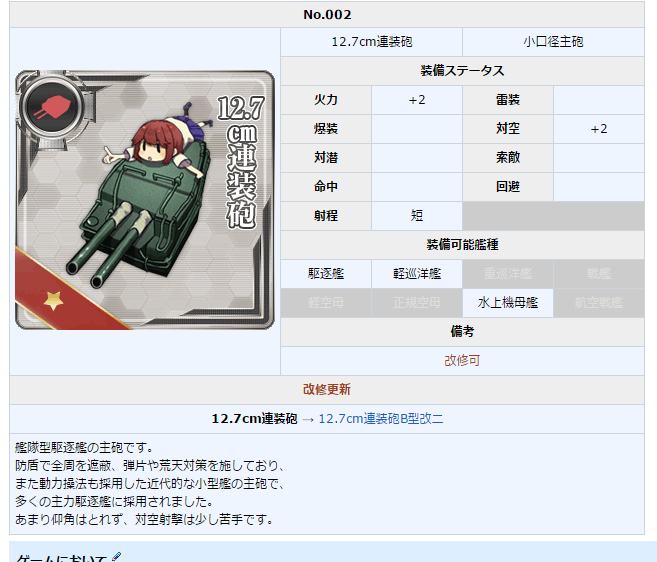 No.002
12.7cm連装砲 小口径主砲
12.7
cm
連
装
砲
装備ステータス
火力 +2 雷装
爆装 対空 +2
対潜 索敵
命中 回避
射程 短
装備可能艦種
駆逐艦 軽巡洋艦 重巡洋艦 戦艦
軽空母 正規空母 水上機母艦 航空戦艦
備考
改修可
改修更新
12.7cm連装砲 → 12.7cm連装砲B型改二
艦隊型駆逐艦の主砲です。
防盾で全周を遮蔽、弾片や荒天対策を施しており、
また動力操法も採用した近代的な小型艦の主砲で、
多くの主力駆逐艦に採用されました。
あまり仰角はとれず、対空射撃は少し苦手です。
ゲームにおいて